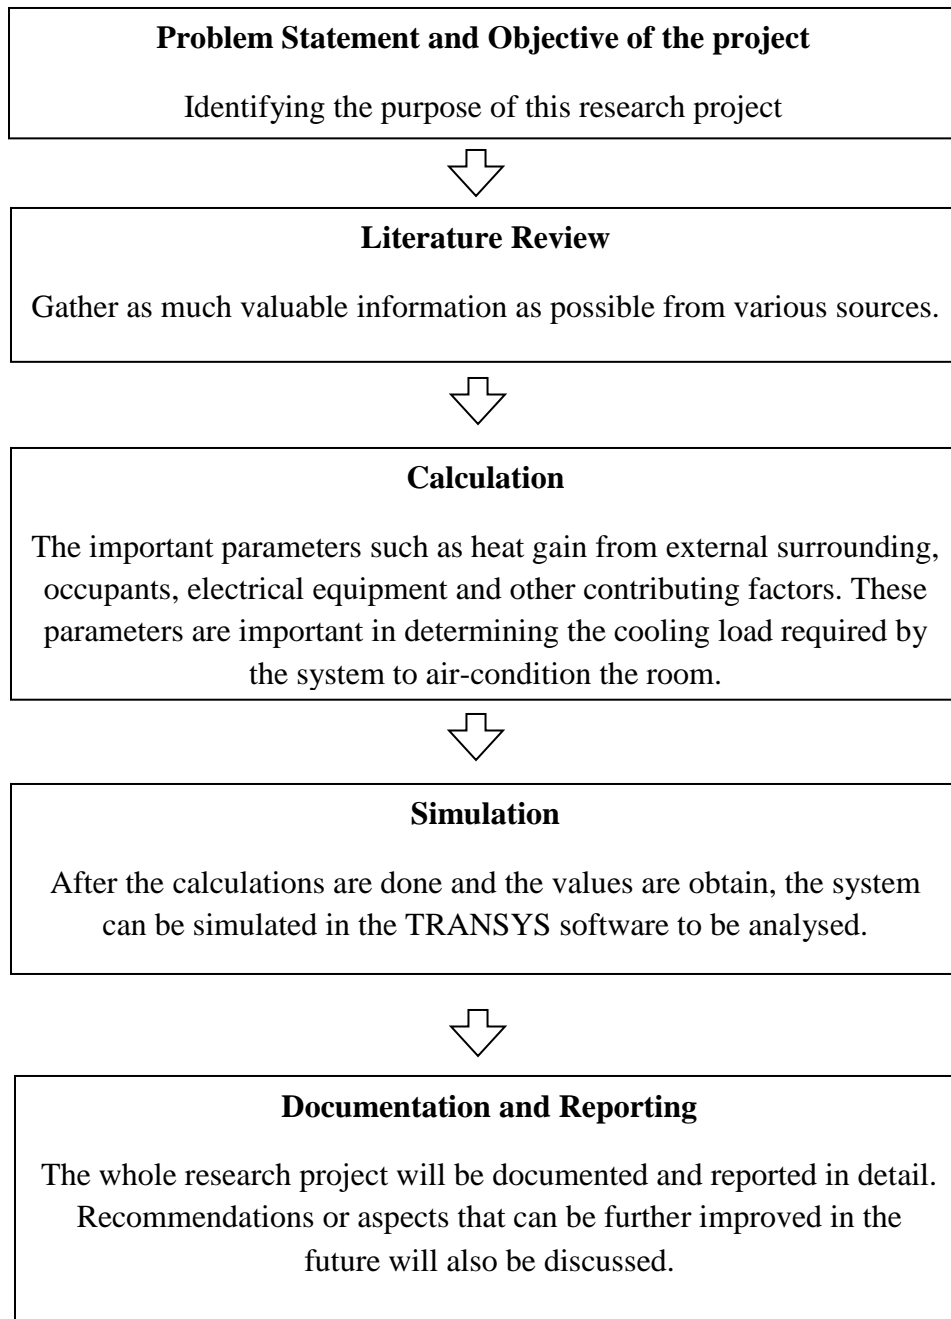 Problem Statement and Objective of the project
Identifying the purpose of this research project
Literature Review
Gather as much valuable information as possible from various sources.
Calculation
The important parameters such as heat gain from external surrounding,
occupants, electrical equipment and other contributing factors. These
parameters are important in determining the cooling load required by
the system to air-condition the room.
Simulation
After the calculations are done and the values are obtain, the system
can be simulated in the TRANSYS software to be analysed.
Documentation and Reporting
The whole research project will be documented and reported in detail.
Recommendations or aspects that can be further improved in the
future will also be discussed.